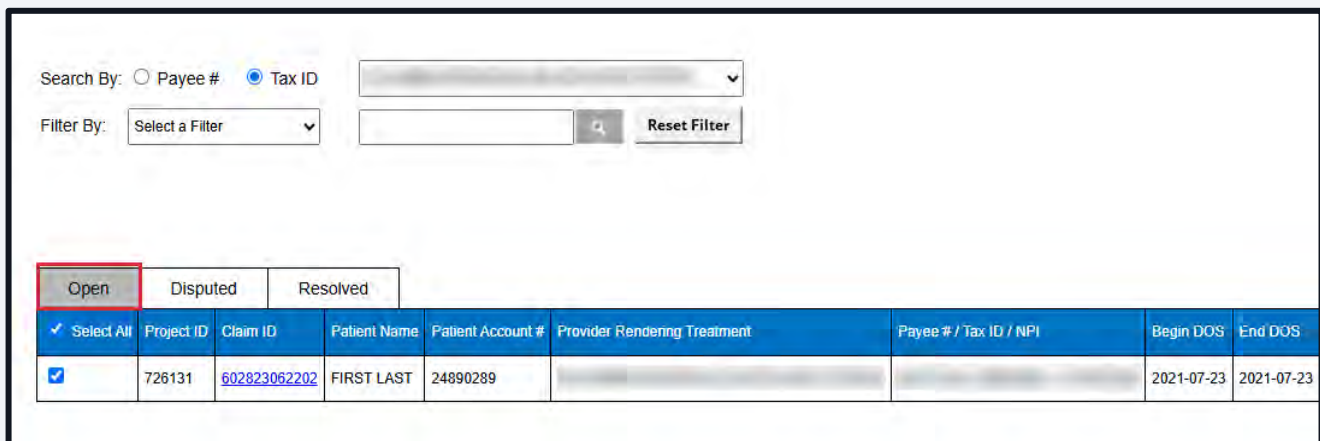 Search By: Payee # Tax ID
Filter By: Select a Filter Reset Filter
Open Disputed Resolved
Select All Project ID Claim ID Patient Name Patient Account # Provider Rendering Treatment Payee # / Tax ID / NPI Begin DOS End DOS
726131 602823062202 FIRST LAST 24890289 2021-07-23 2021-07-23